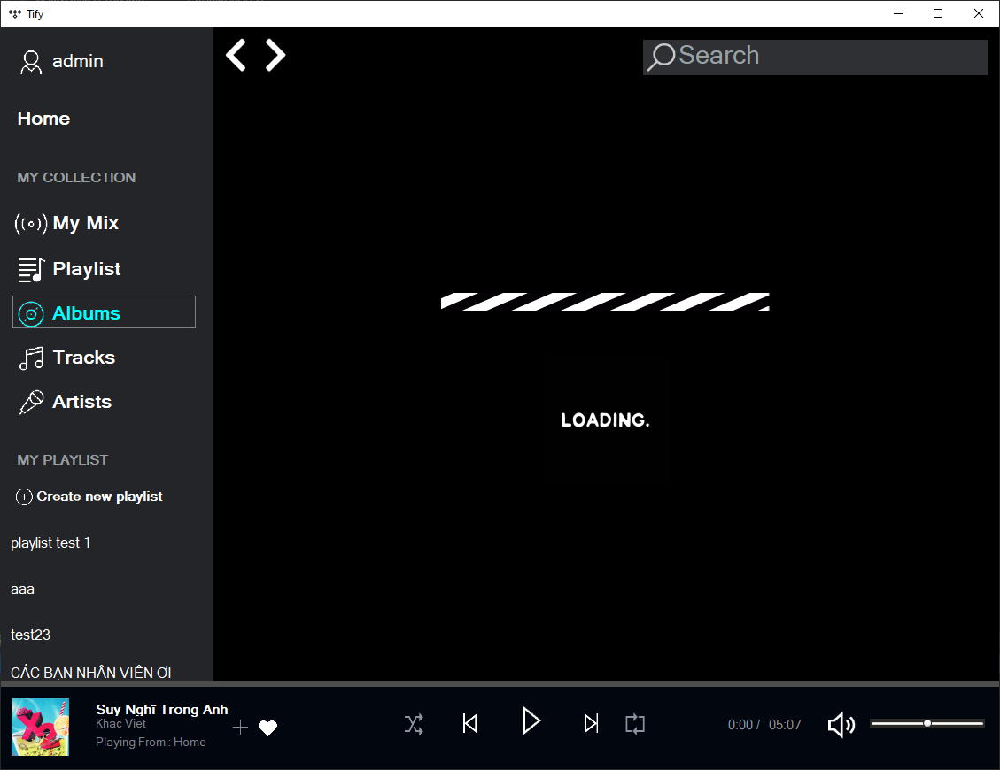 Tify
admin
Search
Home
MY COLLECTION
My Mix
Playlist
Albums
Tracks
Artists
LOADING.
MY PLAYLIST
Create new playlist
playlist test 1
aaa
test23
CÁC BẠN NHÂN VIÊN ƠI
Suy Nghĩ Trong Anh
Khac Viet
Playing From : Home
0:00 / 05:07